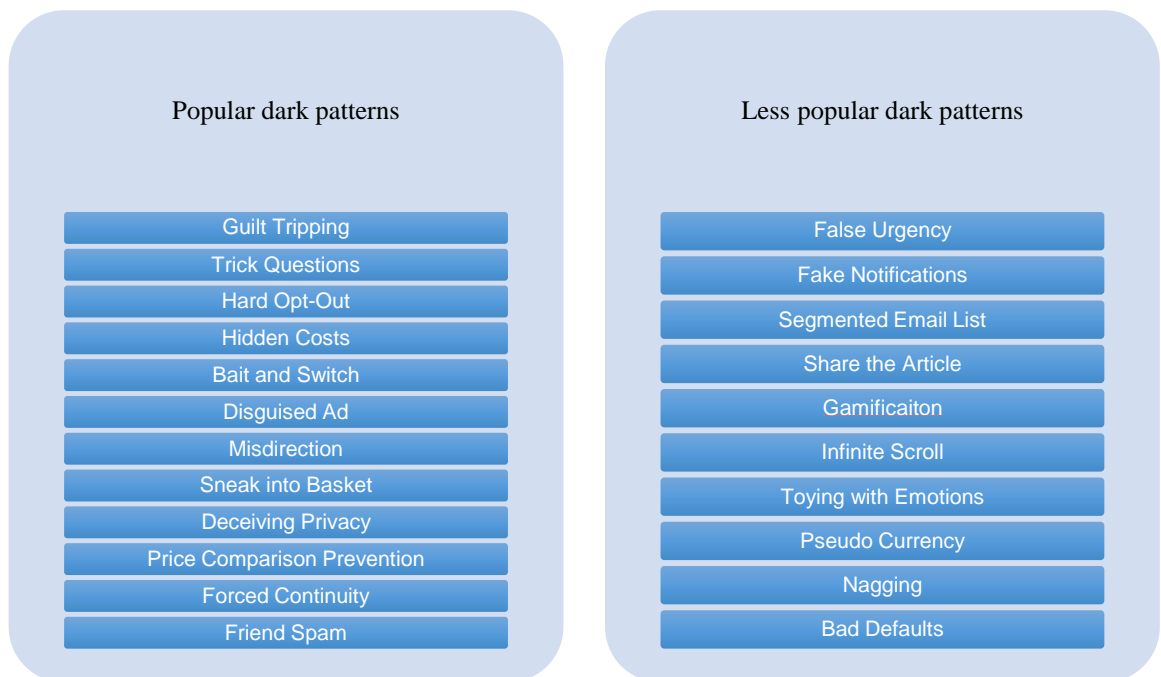 Popular dark patterns
Guilt Tripping
Trick Questions
Hard Opt-Out
Hidden Costs
Bait and Switch
Disguised Ad
Misdirection
Sneak into Basket
Deceiving Privacy
Price Comparison Prevention
Forced Continuity
Friend Spam
Less popular dark patterns
False Urgency
Fake Notifications
Segmented Email List
Share the Article
Gamificaiton
Infinite Scroll
Toying with Emotions
Pseudo Currency
Nagging
Bad Defaults